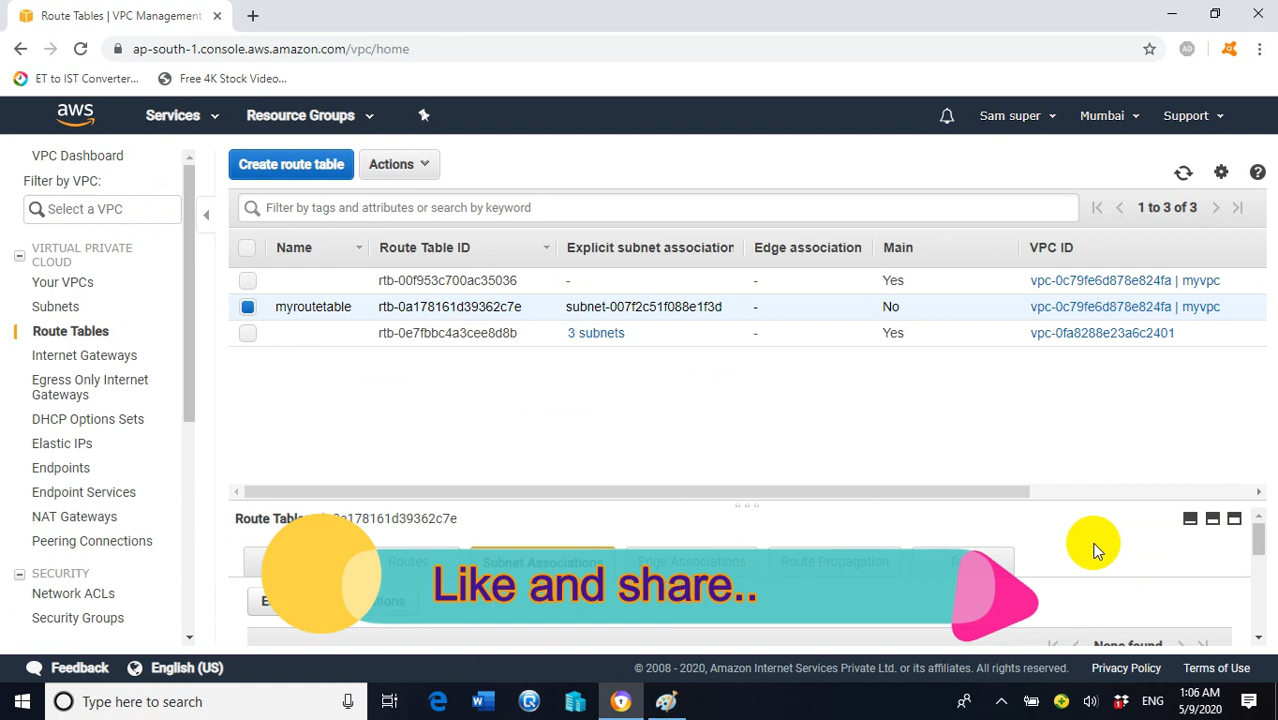 Route Tables | VPC Management
ap-south-1.console.aws.amazon.com/vpc/home
AD
ET to IST Converter...
Free 4K Stock Video...
aws
Services
Resource Groups
Sam super
Mumbai
Support
VPC Dashboard
Filter by VPC:
Select a VPC
VIRTUAL PRIVATE
CLOUD
Your VPCs
Subnets
Route Tables
Internet Gateways
Egress Only Internet
Gateways
DHCP Options Sets
Elastic IPs
Endpoints
Endpoint Services
NAT Gateways
Peering Connections
SECURITY
Network ACLs
Security Groups
Create route table
Actions
Filter by tags and attributes or search by keyword
1 to 3 of 3
Name Route Table ID Explicit subnet association Edge association Main VPC ID
rtb-00f953c700ac35036 - - Yes vpc-0c79fe6d878e824fa | myvpc
myroutetable rtb-0a178161d39362c7e subnet-007f2c51f088e1f3d - No vpc-0c79fe6d878e824fa | myvpc
rtb-0e7fbbc4a3cee8d8b 3 subnets - Yes vpc-0fa8288e23a6c2401
Route Table: rtb-0a178161d39362c7e
Routes Subnet Associations Edge Associations Route Propagation
Like and share..
None found
Feedback
English (US)
© 2008 - 2020, Amazon Internet Services Private Ltd. or its affiliates. All rights reserved.
Privacy Policy
Terms of Use
Type here to search
ENG
1:06 AM
5/9/2020